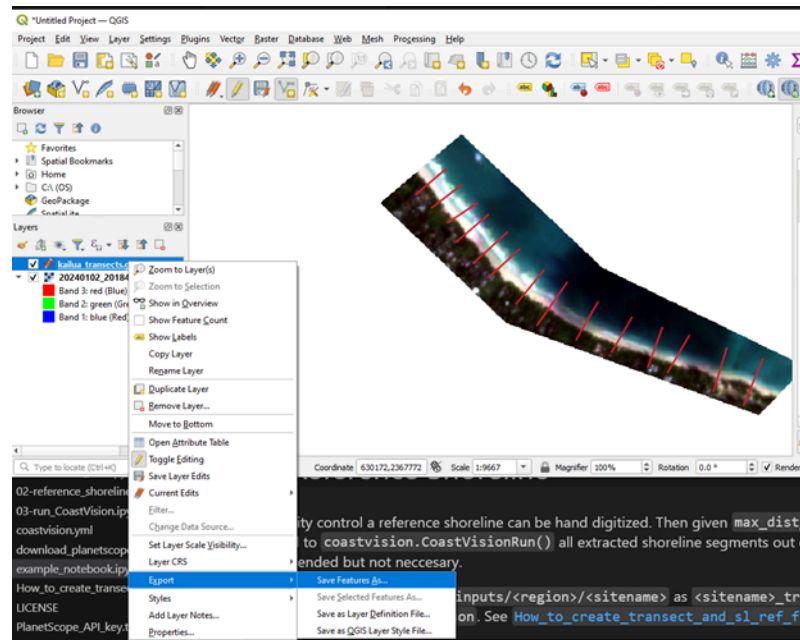 *Untitled Project — QGIS
Project Edit View Layer Settings Plugins Vector Raster Database Web Mesh Processing Help
Browser
Favorites
Spatial Bookmarks
Home
C:\ (OS)
GeoPackage
SpatiaLite
Layers
kailua_transects
20240102_20184
Band 3: red (Blue)
Band 2: green (Gre
Band 1: blue (Red)
Zoom to Layer(s)
Zoom to Selection
Show in Overview
Show Feature Count
Show Labels
Copy Layer
Rename Layer
Duplicate Layer
Remove Layer...
Move to Bottom
Open Attribute Table
Toggle Editing
Save Layer Edits
Current Edits
Filter...
Change Data Source...
Set Layer Scale Visibility...
Layer CRS
Export
Styles
Add Layer Notes...
Properties...
Save Features As...
Save Selected Features As...
Save as Layer Definition File...
Save as QGIS Layer Style File...
Type to locate (Ctrl+K)
Coordinate 630172,2367772 Scale 1:9667 Magnifier 100% Rotation 0.0 ° Render
02-reference_shoreline
03-run_CoastVision.ipy
coastvision.yml
download_planetscop
example_notebook.ipy
How_to_create_transe
LICENSE
PlanetScope_API_key.t
ity control a reference shoreline can be hand digitized. Then given max_dist
to coastvision.CoastVisionRun() all extracted shoreline segments out
ended but not neccesary.
inputs/<region>/<sitename> as <sitename>_tr
on. See How_to_create_transect_and_sl_ref_f